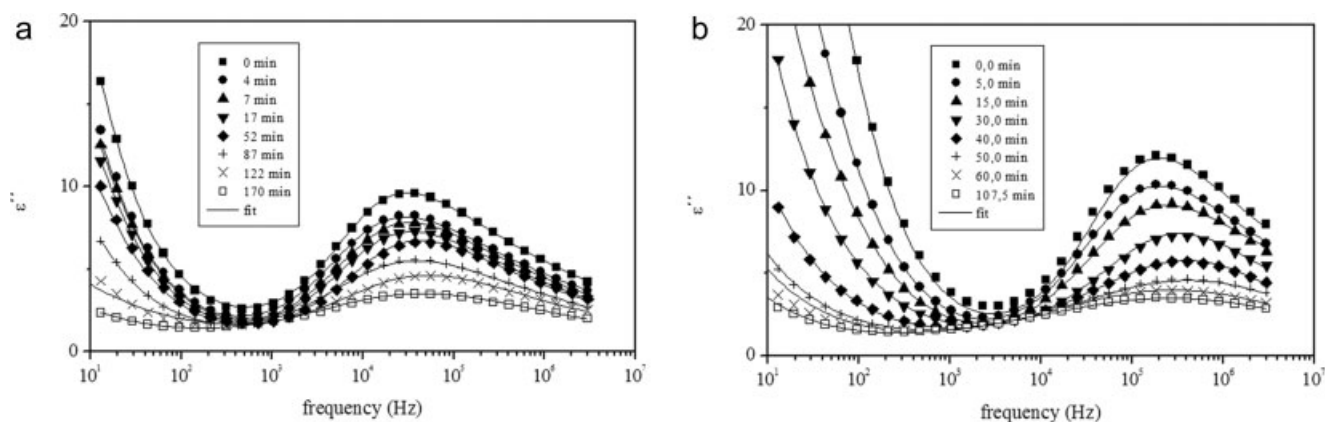 a
20
10
0
ε´´
0 min
4 min
7 min
17 min
52 min
87 min
122 min
170 min
fit
10¹ 10² 10³ 10⁴ 10⁵ 10⁶ 10⁷
frequency (Hz)
b
20
10
0
ε´´
0,0 min
5,0 min
15,0 min
30,0 min
40,0 min
50,0 min
60,0 min
107,5 min
fit
10¹ 10² 10³ 10⁴ 10⁵ 10⁶ 10⁷
frequency (Hz)